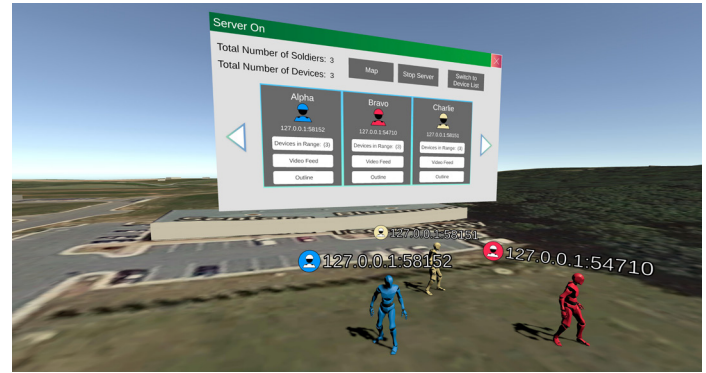 Server On
X
Total Number of Soldiers: 3
Total Number of Devices: 3
Map
Stop Server
Switch to
Device List
Alpha
127.0.0.1:58152
Devices in Range: (3)
Video Feed
Outline
Bravo
127.0.0.1:54710
Devices in Range: (3)
Video Feed
Outline
Charlie
127.0.0.1:58151
Devices in Range: (3)
Video Feed
Outline
127.0.0.1:58151
127.0.0.1:58152
127.0.0.1:54710